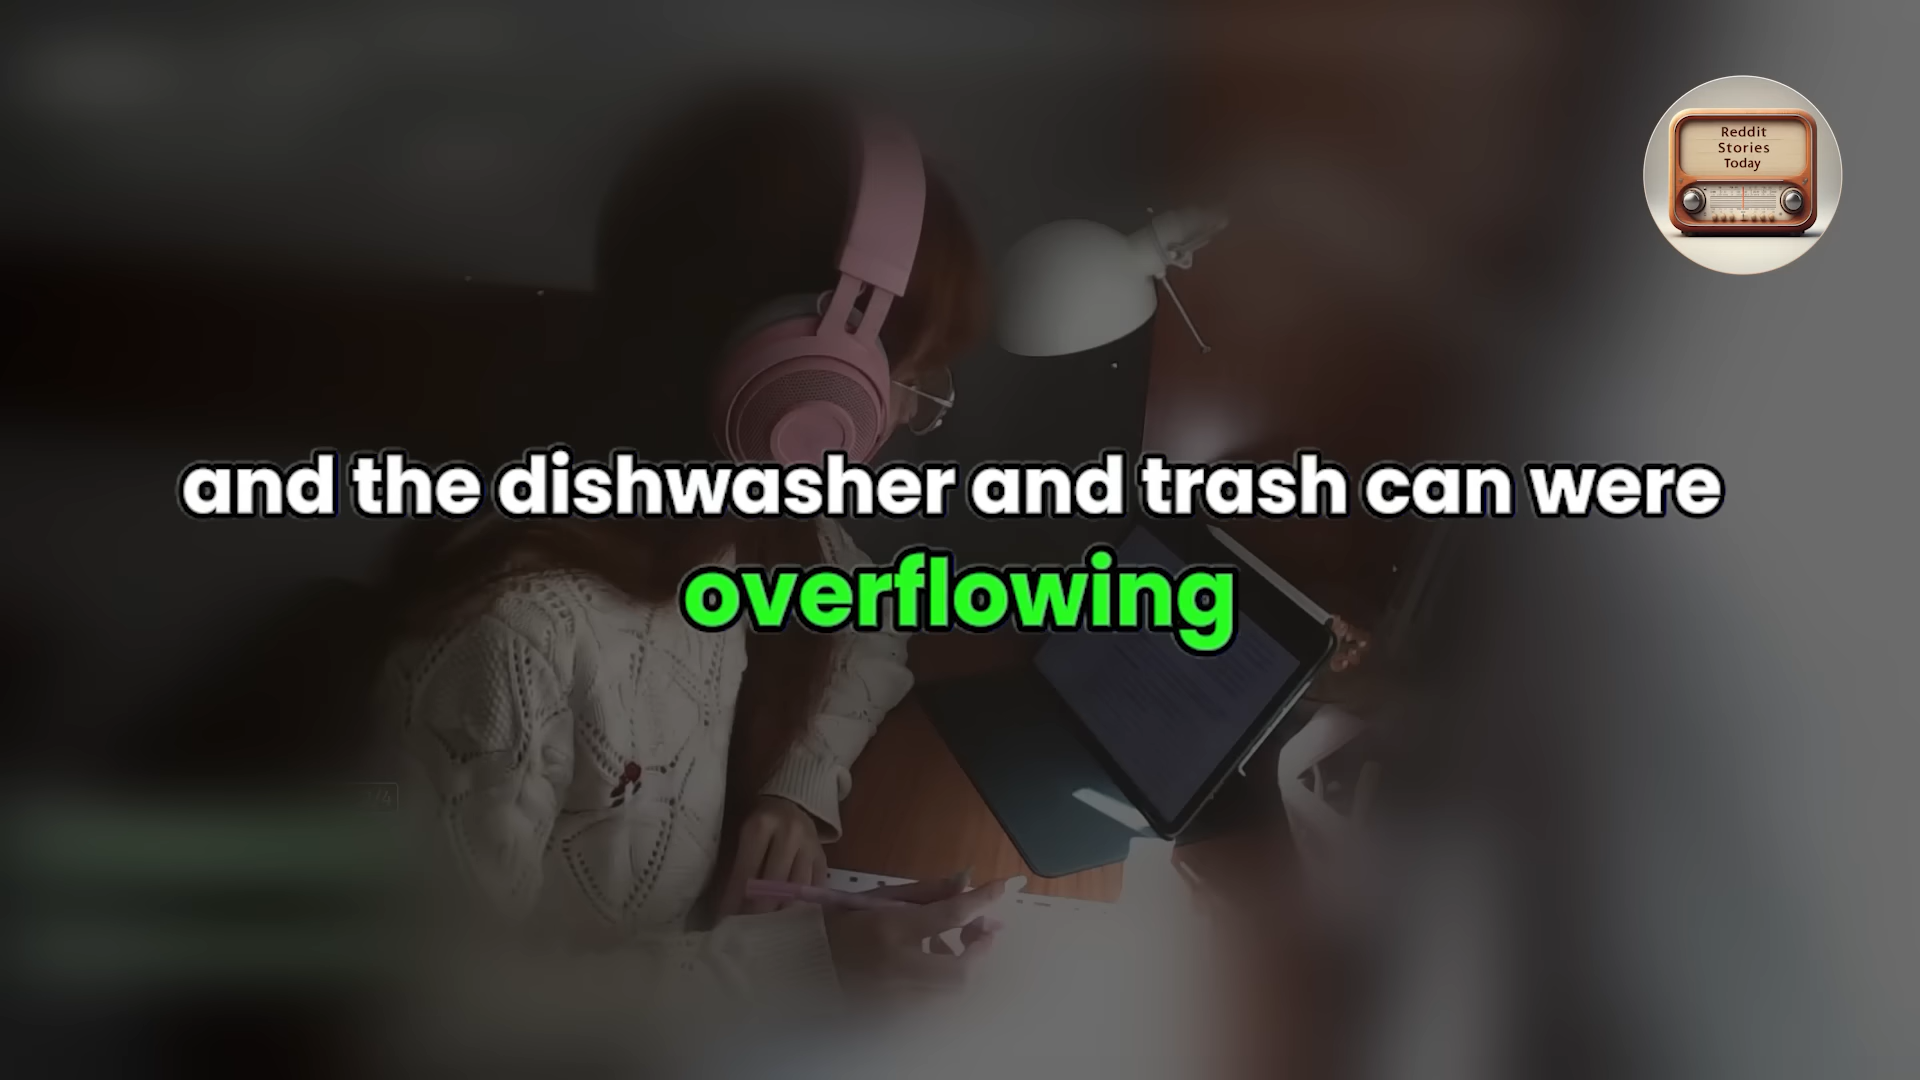 Reddit
Stories
Today
and the dishwasher and trash can were
overflowing